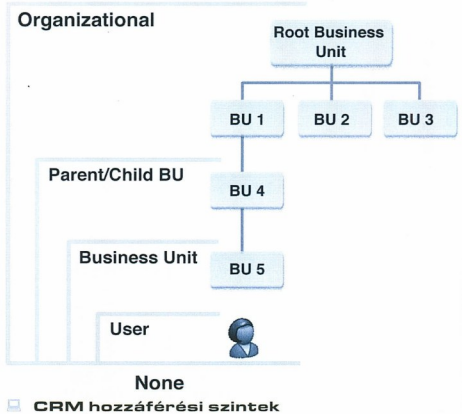 Organizational
Root Business
Unit
BU 1
BU 2
BU 3
Parent/Child BU
BU 4
Business Unit
BU 5
User
None
CRM hozzáférési szintek